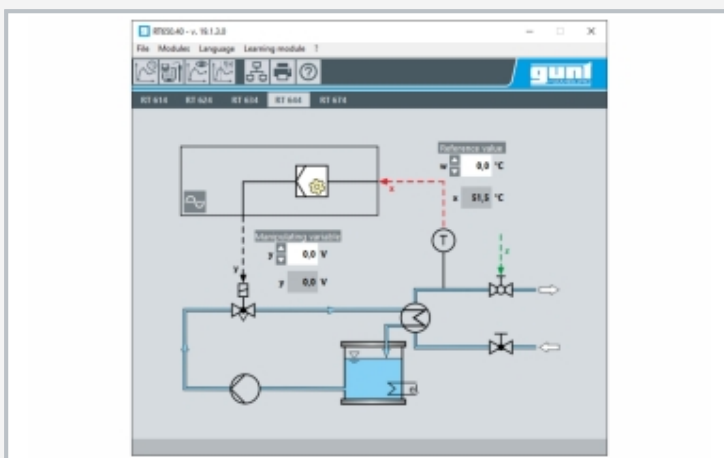 RT650.40 - v. 19.1.3.0
File Modules Language Learning module ?
gunt
RT 614 RT 624 RT 634 RT 644 RT 674
Reference value
w 0,0 °C
x
x 51,5 °C
T
z
Manipulating variable
y 0,0 V
y
y 0,0 V